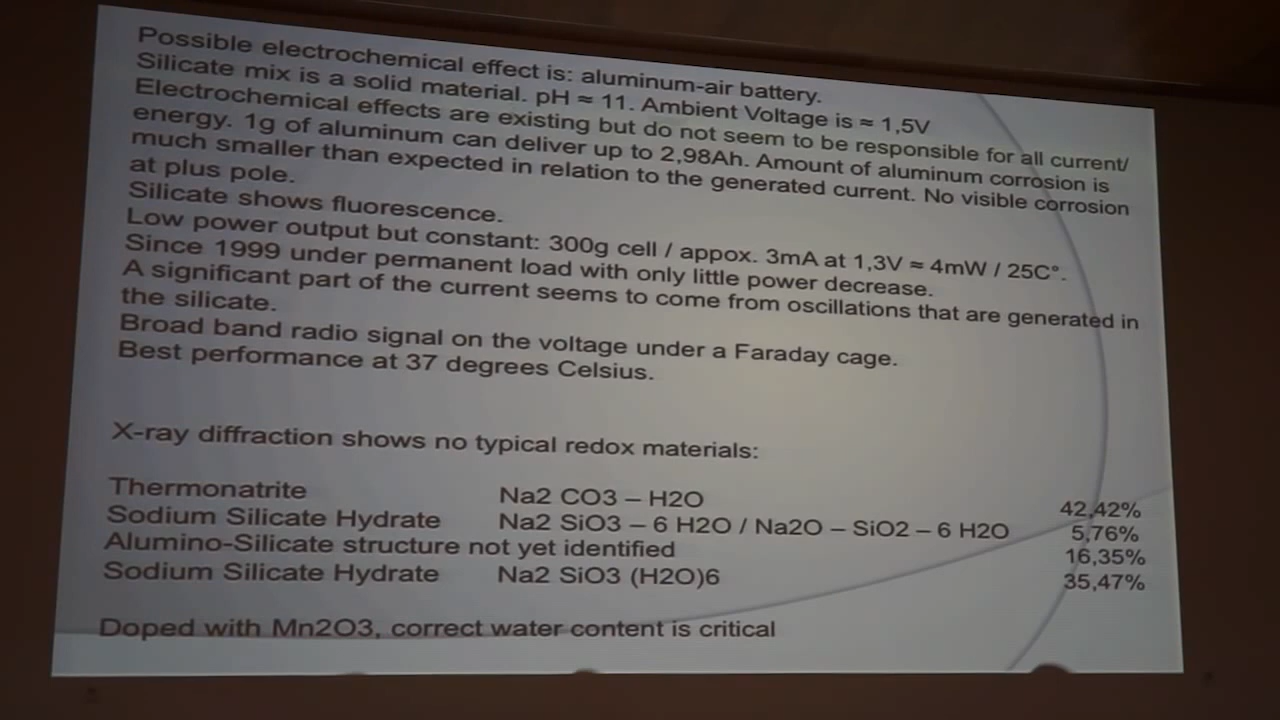 Possible electrochemical effect is: aluminum-air battery.
Silicate mix is a solid material. pH ≈ 11. Ambient Voltage is ≈ 1,5V
Electrochemical effects are existing but do not seem to be responsible for all current/
energy. 1g of aluminum can deliver up to 2,98Ah. Amount of aluminum corrosion is
much smaller than expected in relation to the generated current. No visible corrosion
at plus pole.
Silicate shows fluorescence.
Low power output but constant: 300g cell / appox. 3mA at 1,3V ≈ 4mW / 25C°.
Since 1999 under permanent load with only little power decrease.
A significant part of the current seems to come from oscillations that are generated in
the silicate.
Broad band radio signal on the voltage under a Faraday cage.
Best performance at 37 degrees Celsius.
X-ray diffraction shows no typical redox materials:
Thermonatrite Na2 CO3 – H2O 42,42%
Sodium Silicate Hydrate Na2 SiO3 – 6 H2O / Na2O – SiO2 – 6 H2O 5,76%
Alumino-Silicate structure not yet identified 16,35%
Sodium Silicate Hydrate Na2 SiO3 (H2O)6 35,47%
Doped with Mn2O3, correct water content is critical